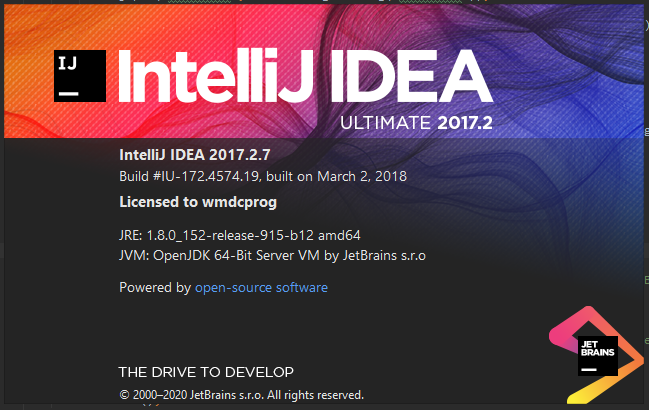 IJ
IntelliJ IDEA
ULTIMATE 2017.2
IntelliJ IDEA 2017.2.7
Build #IU-172.4574.19, built on March 2, 2018
Licensed to wmdcprog
JRE: 1.8.0_152-release-915-b12 amd64
JVM: OpenJDK 64-Bit Server VM by JetBrains s.r.o
Powered by open-source software
JET
BRAINS
THE DRIVE TO DEVELOP
© 2000–2020 JetBrains s.r.o. All rights reserved.